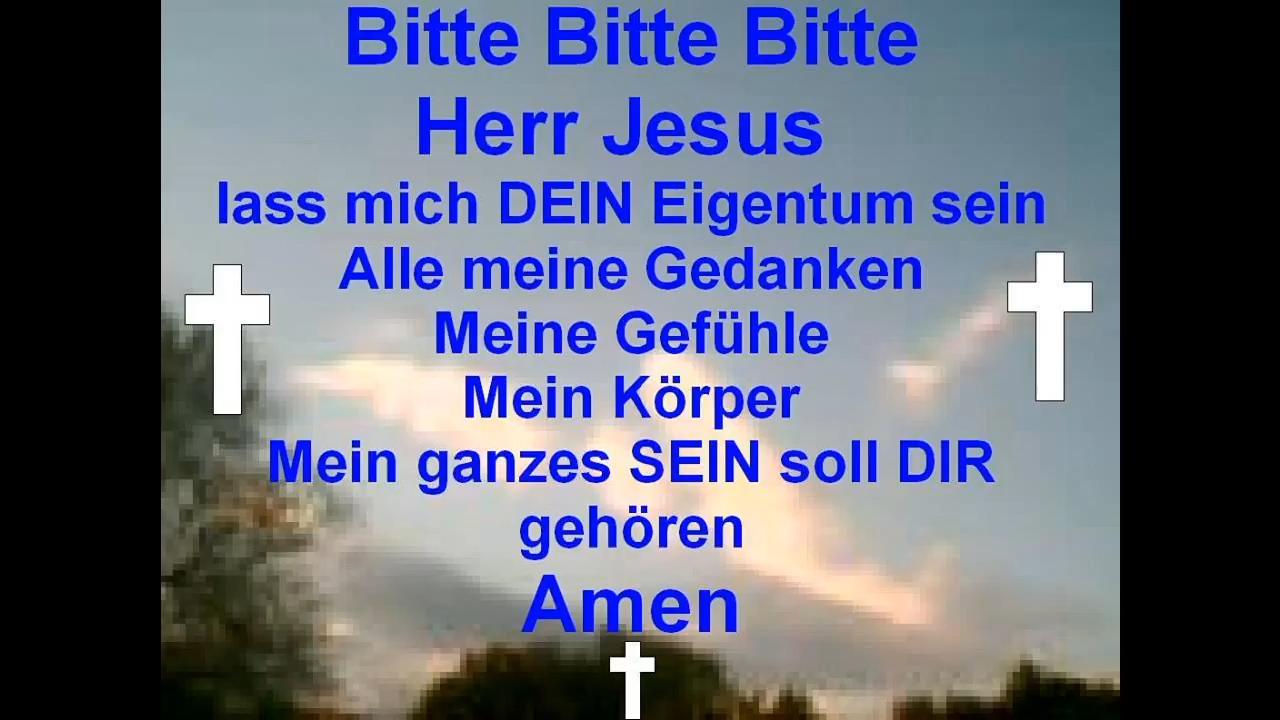 Bitte Bitte Bitte
Herr Jesus
lass mich DEIN Eigentum sein
Alle meine Gedanken
Meine Gefühle
Mein Körper
Mein ganzes SEIN soll DIR
gehören
Amen